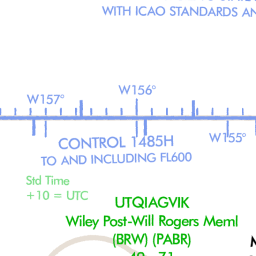 WITH ICAO STANDARDS
W157°
W156°
W155°
CONTROL 1485H
TO AND INCLUDING FL600
Std Time
+10 = UTC
UTQIAGVIK
Wiley Post-Will Rogers Meml
(BRW) (PABR)